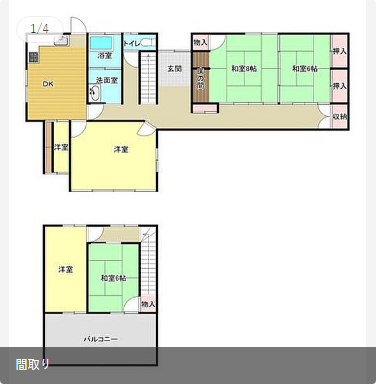 1/4
トイレ
浴室
物入
玄関
押入
和室8帖
和室6帖
洗面室
床の間
DK
押入
収納
洋室
洋室
洋室
和室6帖
物入
バルコニー
間取り